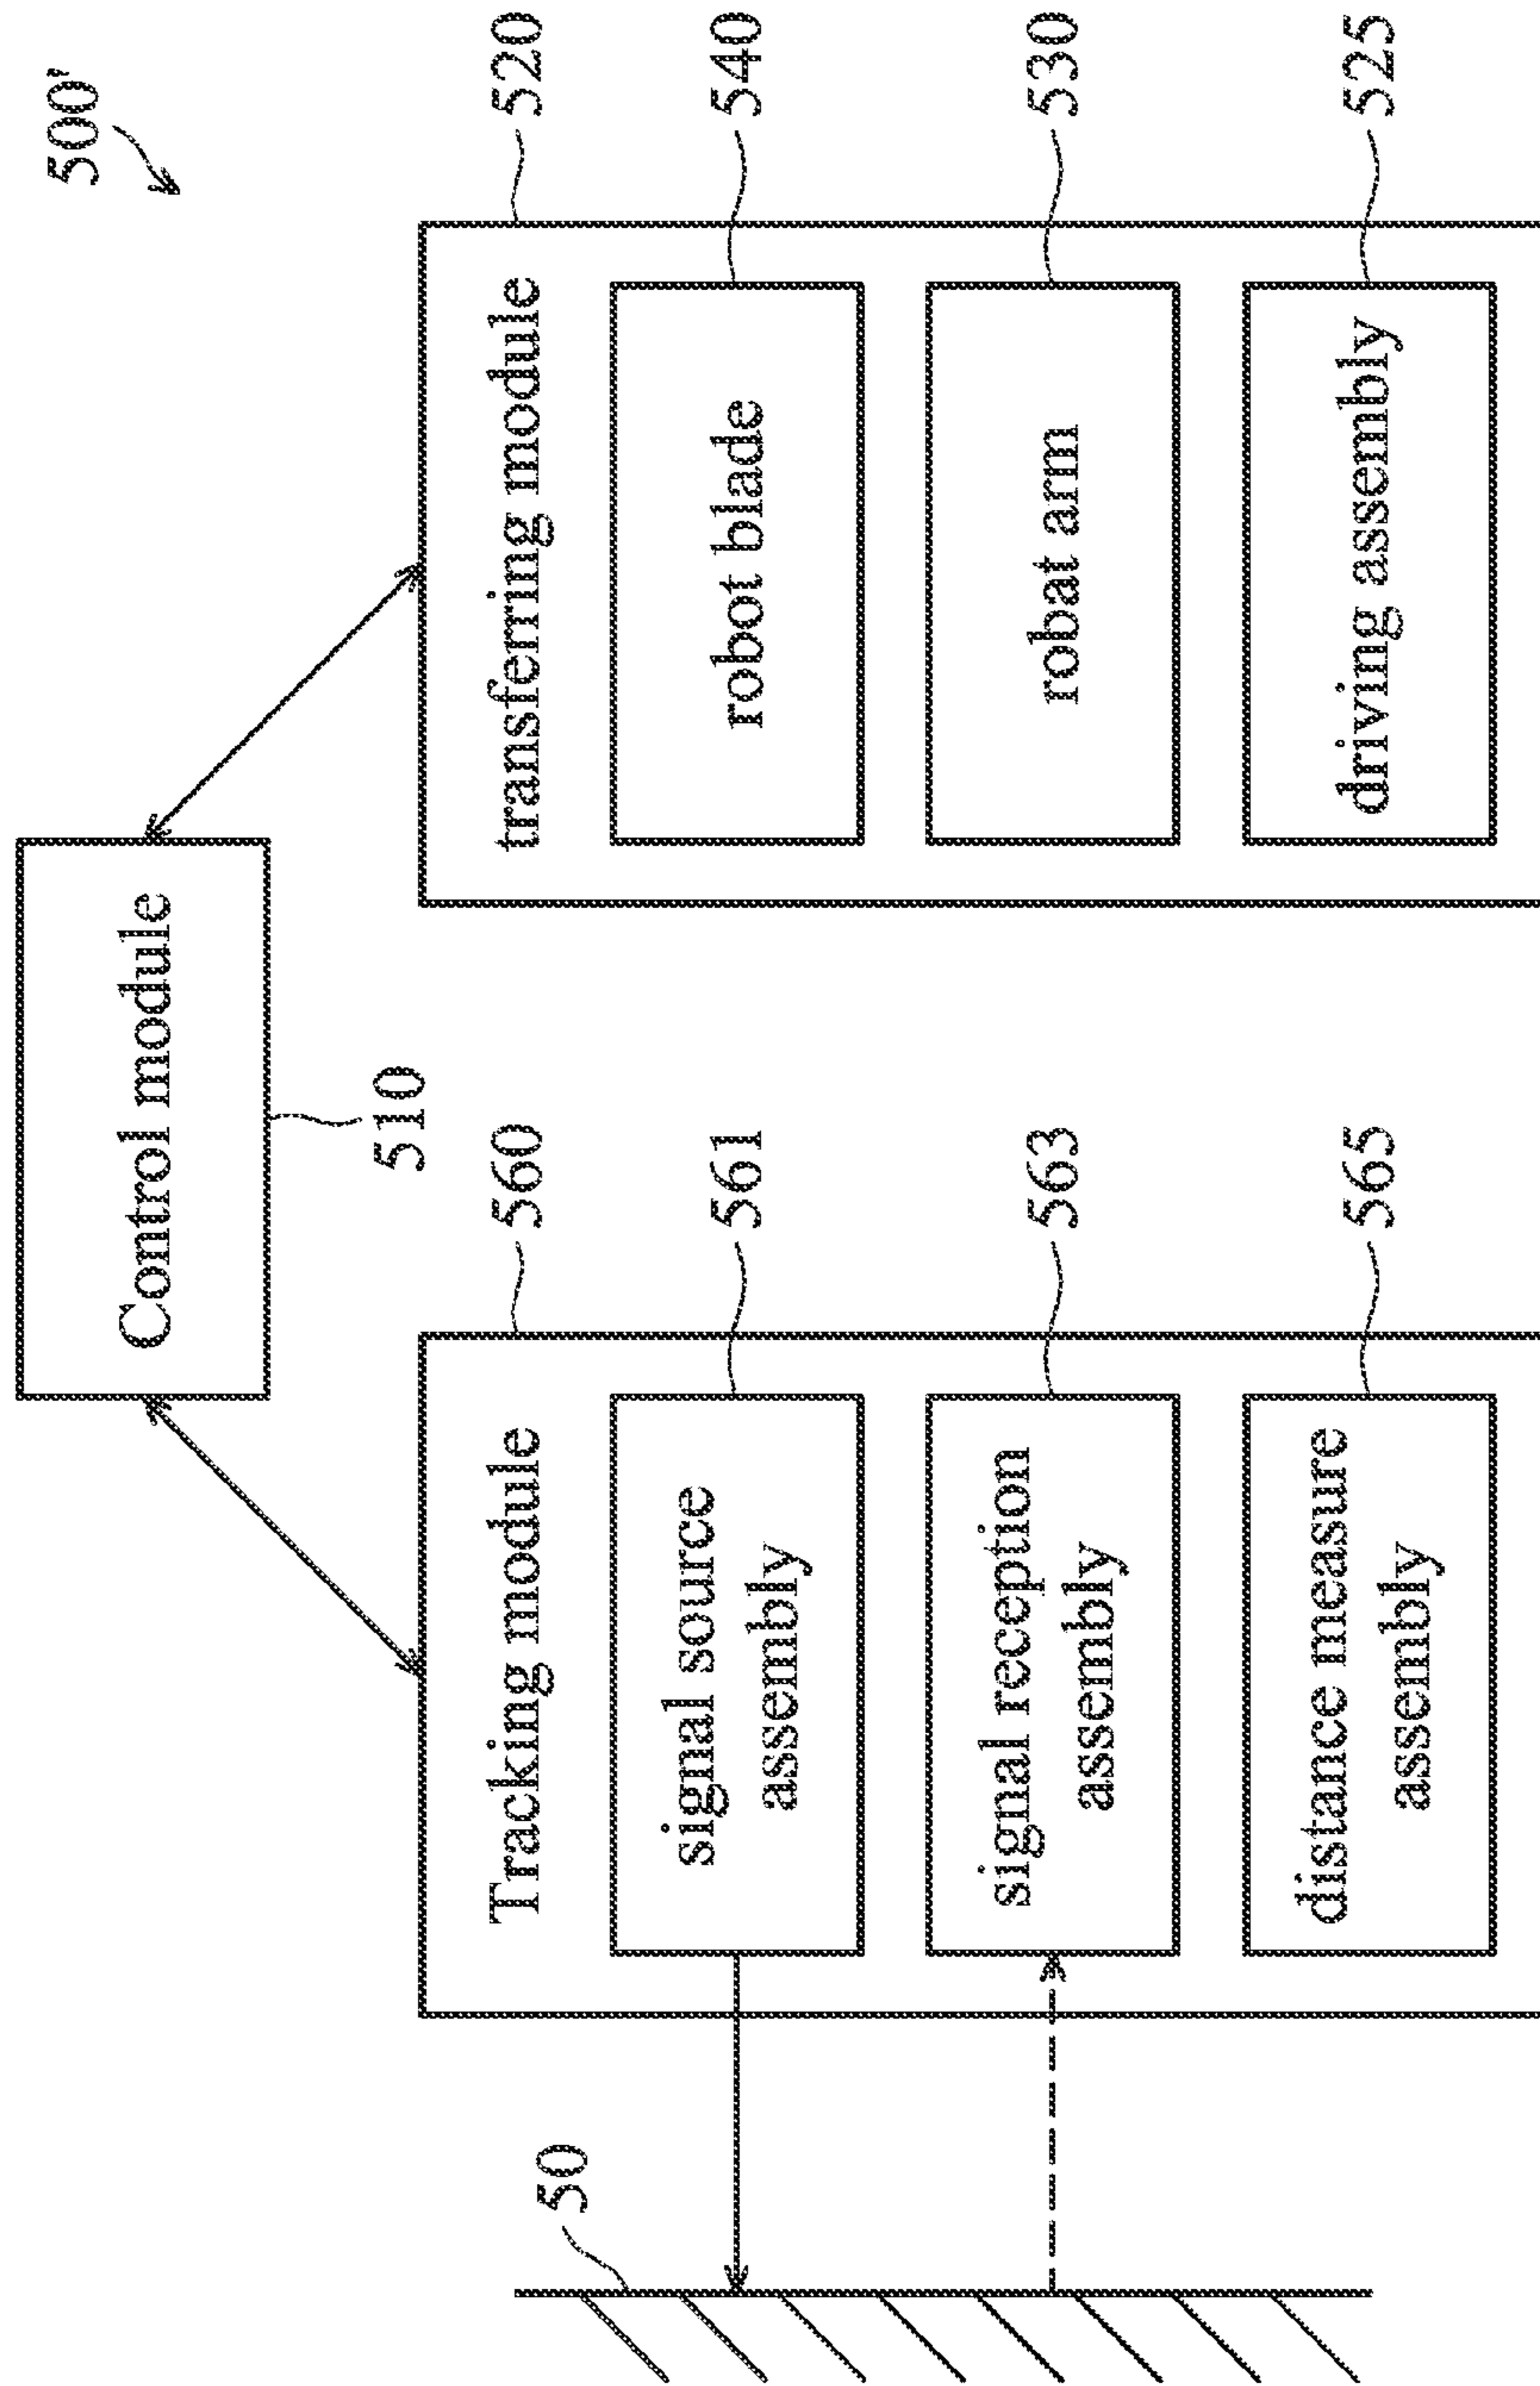 500'
Control module
510
Tracking module
560
signal source
assembly
561
signal reception
assembly
563
distance measure
assembly
565
50
transferring module
520
robot blade
540
robat arm
530
driving assembly
525